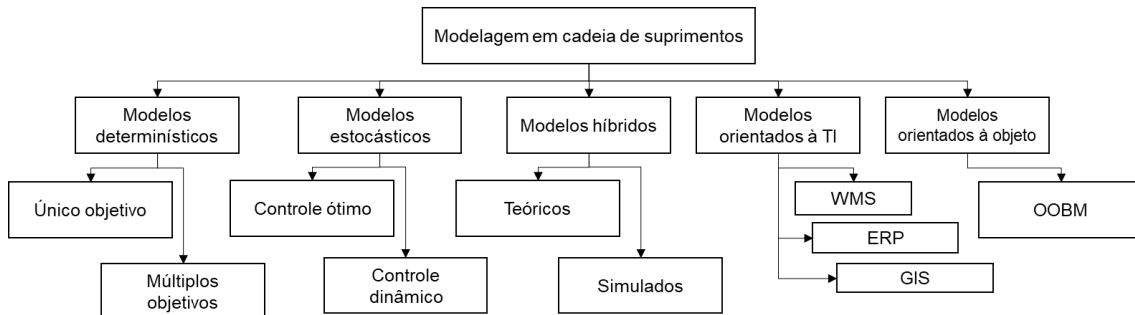 Modelagem em cadeia de suprimentos
Modelos
determinísticos
Modelos
estocásticos
Modelos híbridos
Modelos
orientados à TI
Modelos
orientados à objeto
Único objetivo
Múltiplos
objetivos
Controle ótimo
Controle
dinâmico
Teóricos
Simulados
WMS
ERP
GIS
OOBM